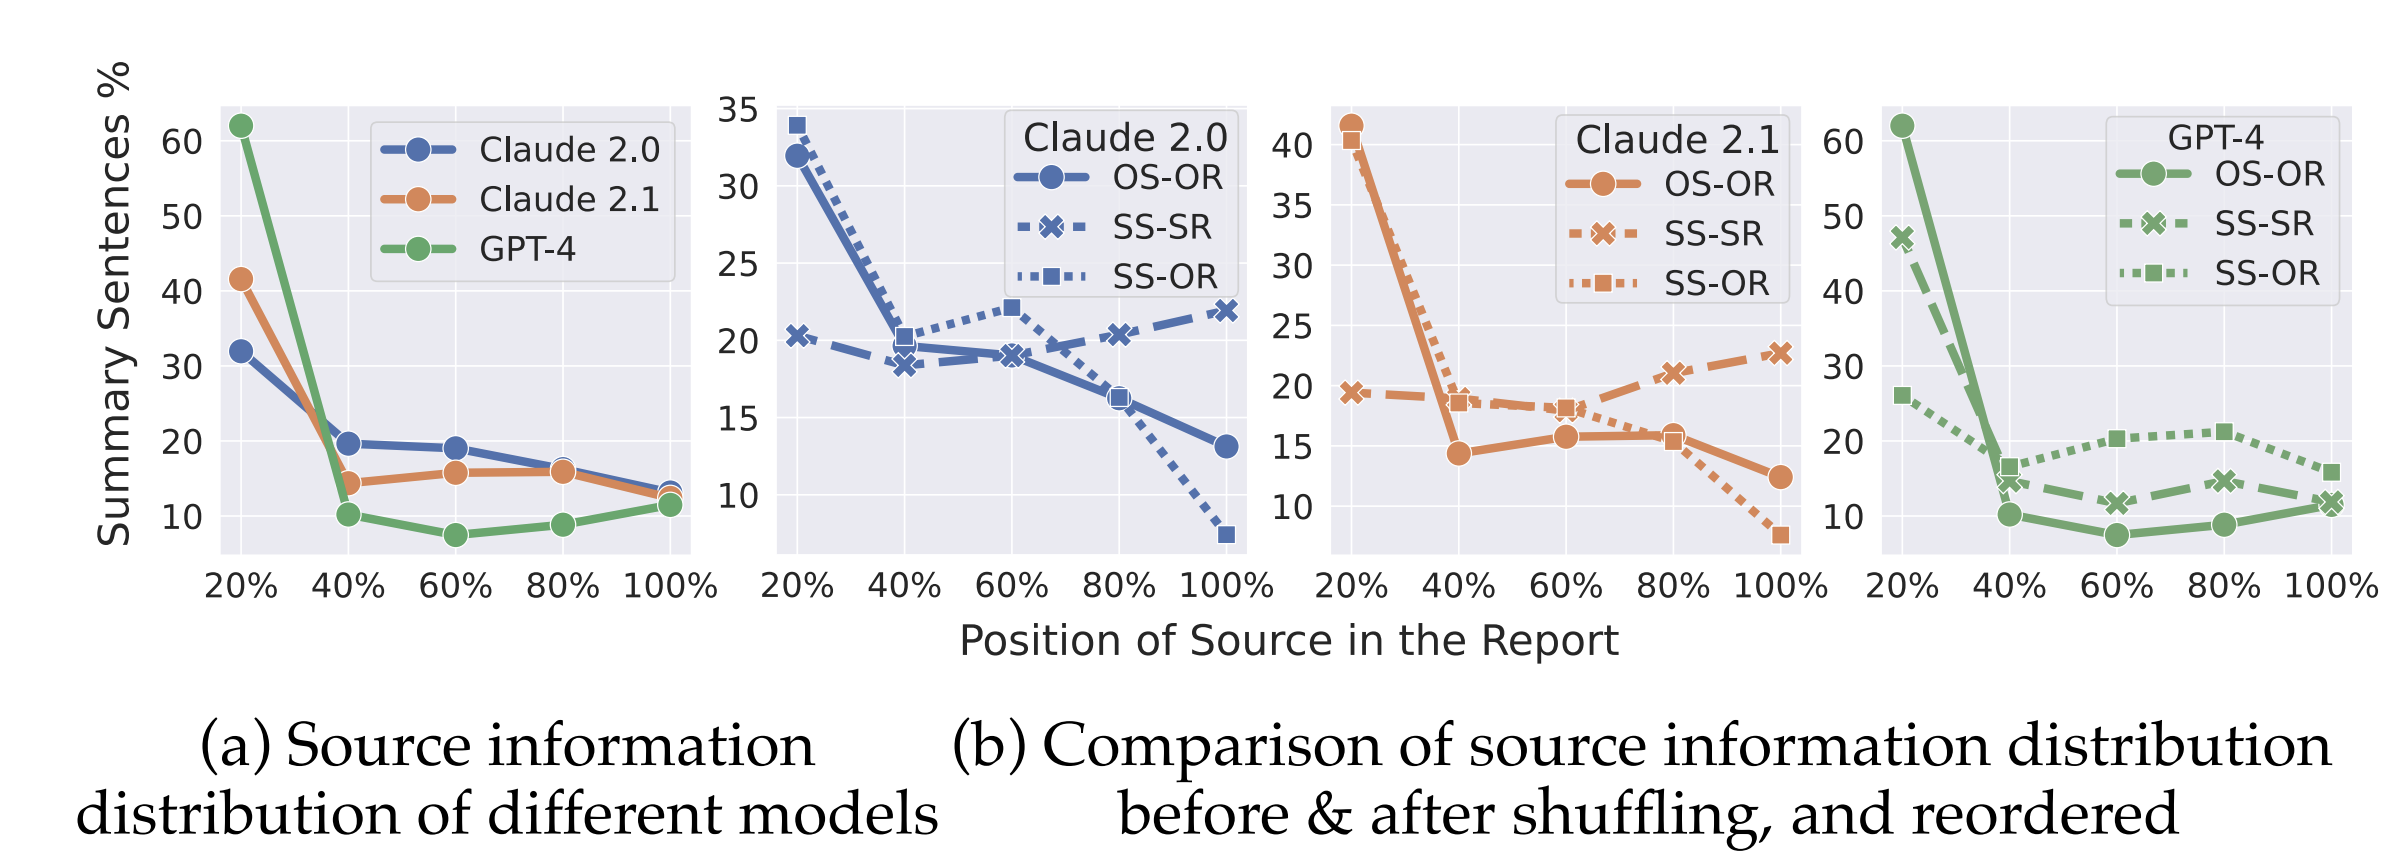 Summary Sentences %
60
50
40
30
20
10
20% 40% 60% 80% 100%
Claude 2.0
Claude 2.1
GPT-4
35
30
25
20
15
10
20% 40% 60% 80% 100%
Claude 2.0
OS-OR
SS-SR
SS-OR
40
35
30
25
20
15
10
20% 40% 60% 80% 100%
Claude 2.1
OS-OR
SS-SR
SS-OR
60
50
40
30
20
10
20% 40% 60% 80% 100%
GPT-4
OS-OR
SS-SR
SS-OR
Position of Source in the Report
(a) Source information
distribution of different models
(b) Comparison of source information distribution
before & after shuffling, and reordered